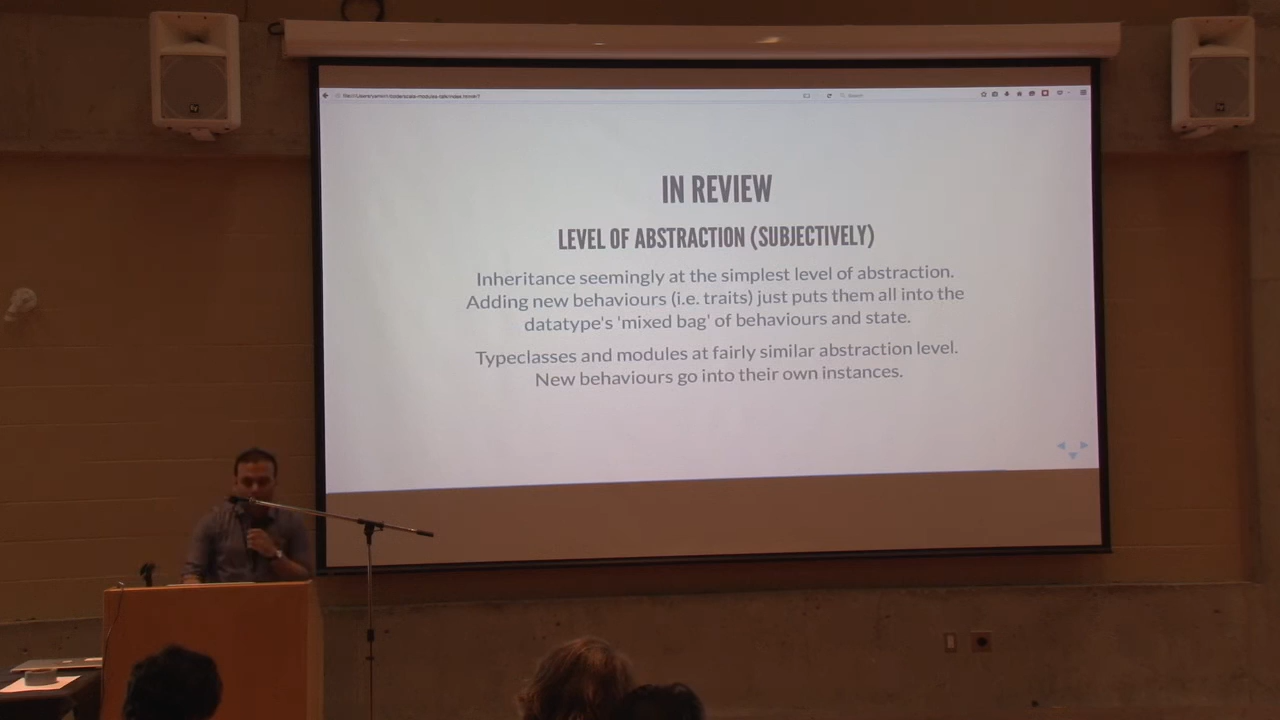 IN REVIEW
LEVEL OF ABSTRACTION (SUBJECTIVELY)
Inheritance seemingly at the simplest level of abstraction.
Adding new behaviours (i.e. traits) just puts them all into the
datatype's 'mixed bag' of behaviours and state.
Typeclasses and modules at fairly similar abstraction level.
New behaviours go into their own instances.